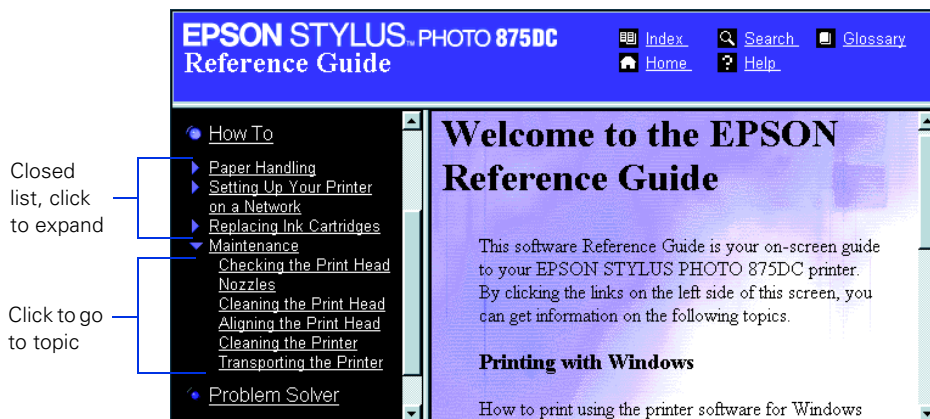 EPSON STYLUS™ PHOTO 875DC
Reference Guide
Index
Search
Glossary
Home
Help
Closed
list, click
to expand
Click to go
to topic
How To
Paper Handling
Setting Up Your Printer
on a Network
Replacing Ink Cartridges
Maintenance
Checking the Print Head
Nozzles
Cleaning the Print Head
Aligning the Print Head
Cleaning the Printer
Transporting the Printer
Problem Solver
Welcome to the EPSON
Reference Guide
This software Reference Guide is your on-screen guide
to your EPSON STYLUS PHOTO 875DC printer.
By clicking the links on the left side of this screen, you
can get information on the following topics.
Printing with Windows
How to print using the printer software for Windows